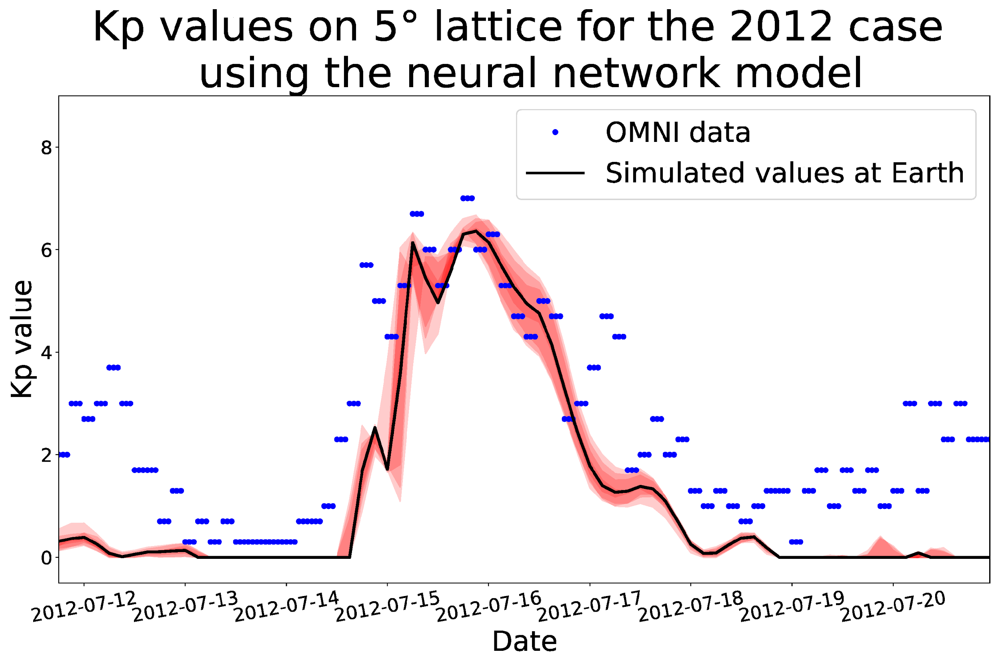 Kp values on 5° lattice for the 2012 case
using the neural network model
OMNI data
Simulated values at Earth
Kp value
8
6
4
2
0
2012-07-12
2012-07-13
2012-07-14
2012-07-15
2012-07-16
2012-07-17
2012-07-18
2012-07-19
2012-07-20
Date